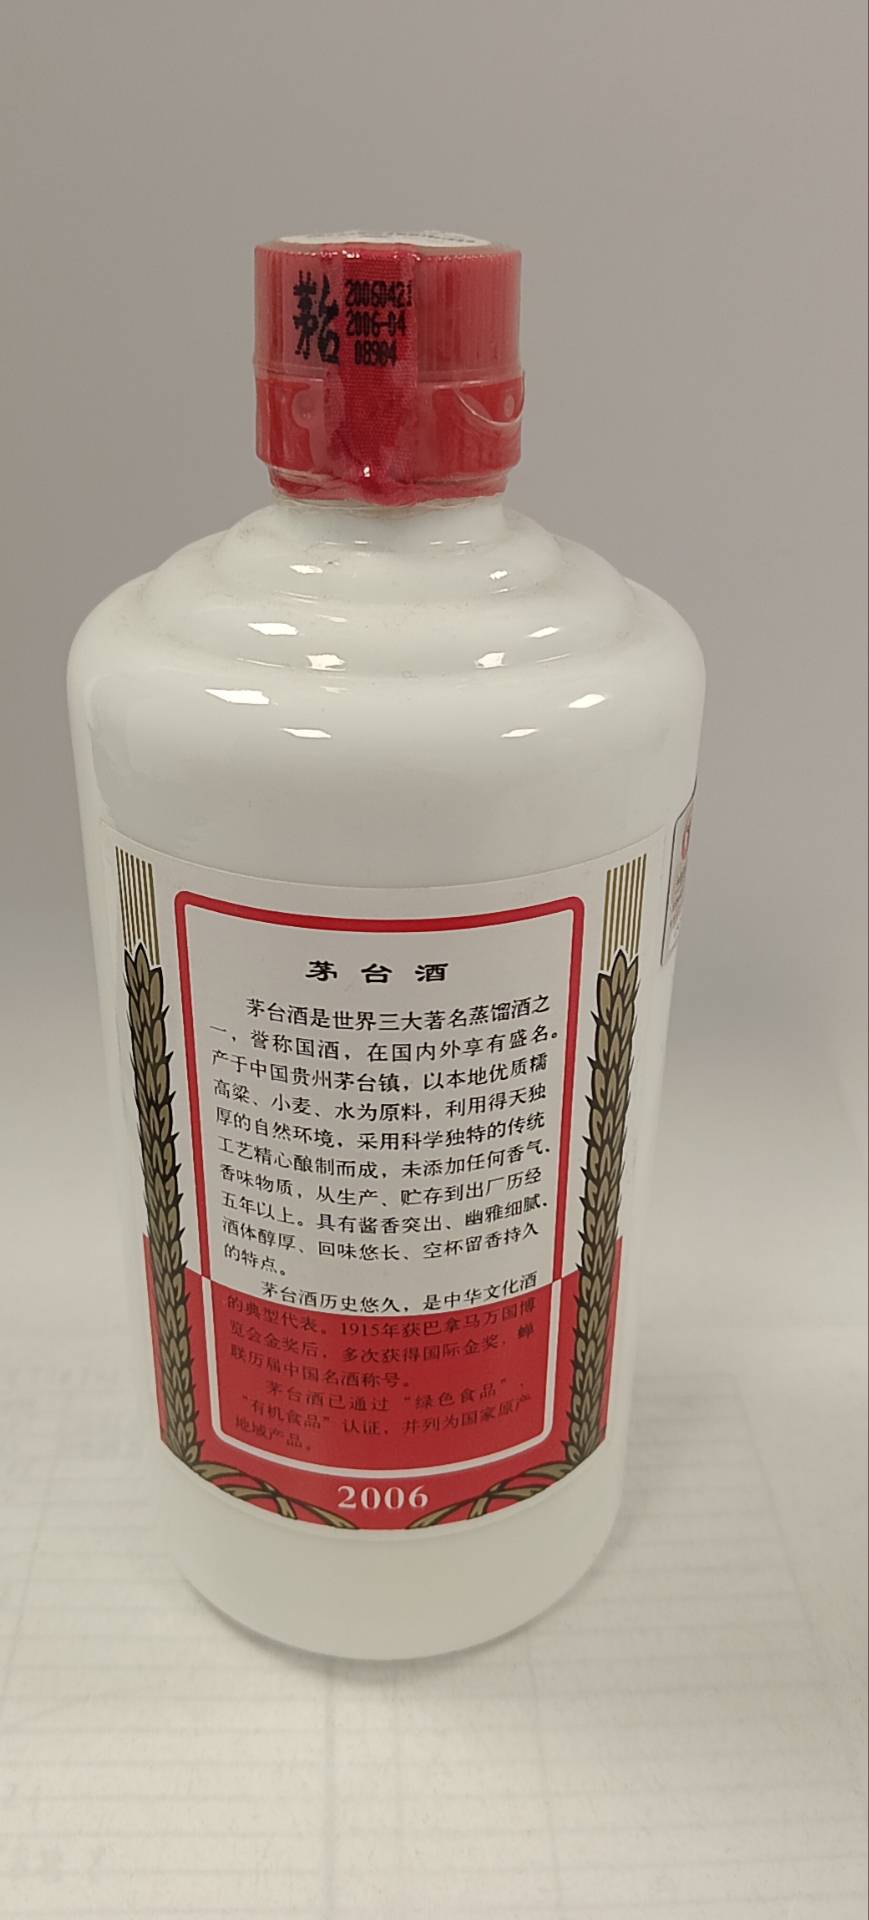 茅台
20060421
2006-04
08904
茅台酒
茅台酒是世界三大著名蒸馏酒之
一，誉称国酒，在国内外享有盛名。
产于中国贵州茅台镇，以本地优质糯
高粱、小麦、水为原料，利用得天独
厚的自然环境，采用科学独特的传统
工艺精心酿制而成，未添加任何香气、
香味物质，从生产、贮存到出厂历经
五年以上。具有酱香突出、幽雅细腻、
酒体醇厚、回味悠长、空杯留香持久
的特点。
茅台酒历史悠久，是中华文化酒
的典型代表。1915年获巴拿马万国博
览会金奖后，多次获得国际金奖，蝉
联历届中国名酒称号。
茅台酒已通过“绿色食品”、
“有机食品”认证，并列为国家原产
地域产品。
2006